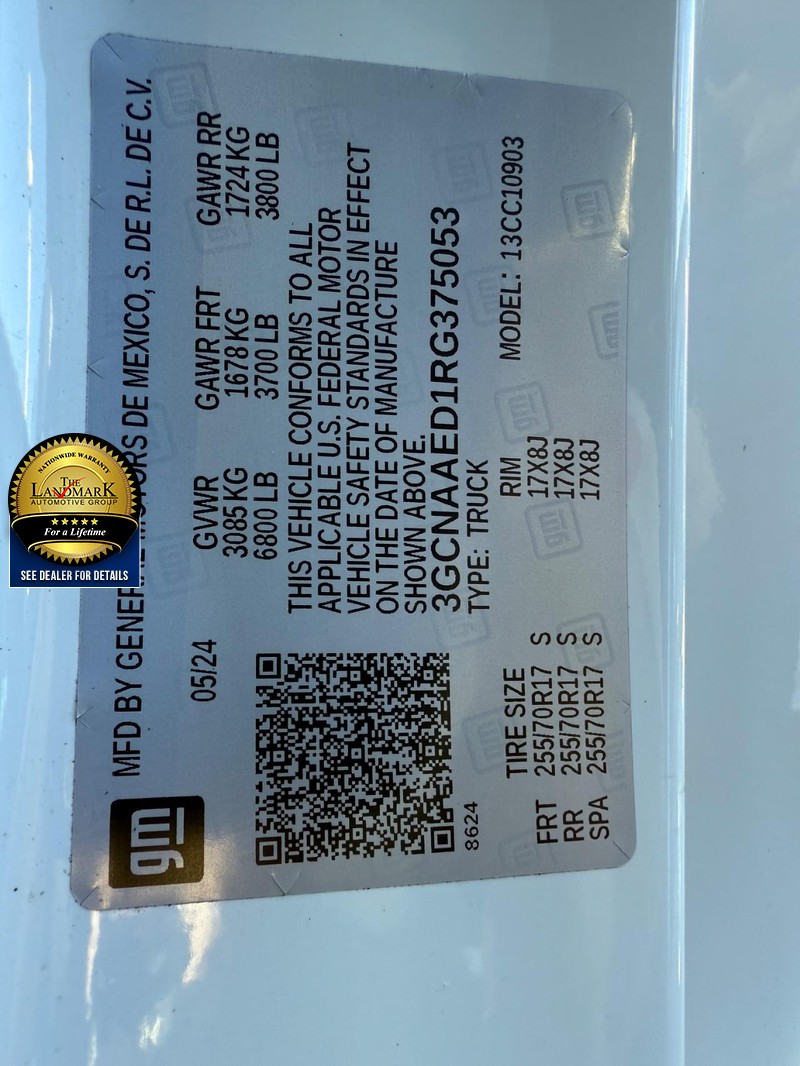 gm
MFD BY GENERAL MOTORS DE MEXICO, S. DE R.L. DE C.V.
05/24
GVWR GAWR FRT GAWR RR
3085 KG 1678 KG 1724 KG
6800 LB 3700 LB 3800 LB
THIS VEHICLE CONFORMS TO ALL
APPLICABLE U.S. FEDERAL MOTOR
VEHICLE SAFETY STANDARDS IN EFFECT
ON THE DATE OF MANUFACTURE
SHOWN ABOVE.
3GCNAAED1RG375053
TYPE: TRUCK
8624
MODEL: 13CC10903
TIRE SIZE RIM
FRT 255/70R17 S 17X8J
RR 255/70R17 S 17X8J
SPA 255/70R17 S 17X8J
NATIONWIDE WARRANTY
THE
LANDMARK
AUTOMOTIVE GROUP
For a Lifetime
SEE DEALER FOR DETAILS